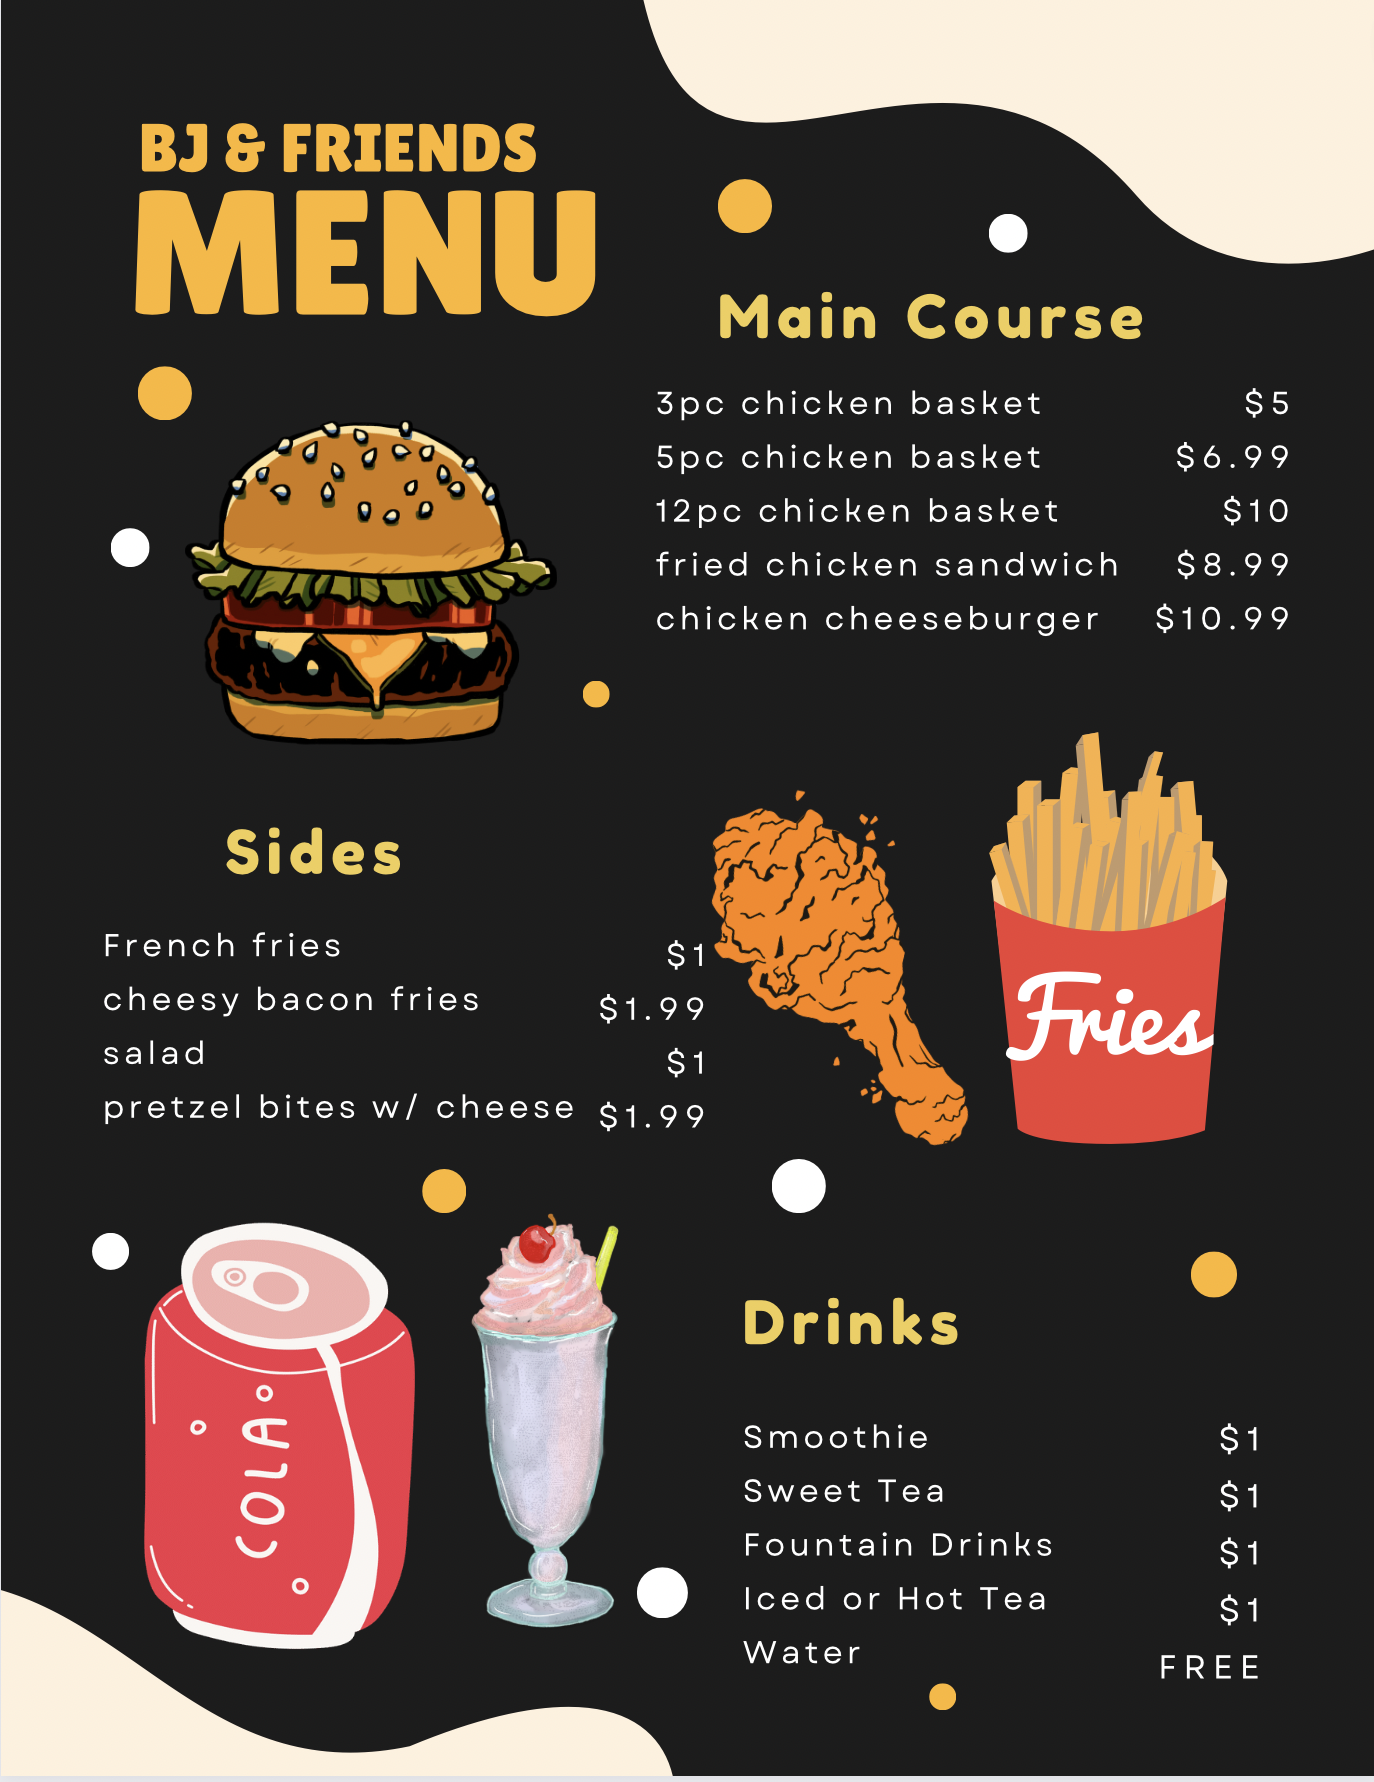 BJ & FRIENDS
MENU
Main Course
3pc chicken basket $5
5pc chicken basket $6.99
12pc chicken basket $10
fried chicken sandwich $8.99
chicken cheeseburger $10.99
Sides
French fries $1
cheesy bacon fries $1.99
salad $1
pretzel bites w/ cheese $1.99
Fries
COLA
Drinks
Smoothie $1
Sweet Tea $1
Fountain Drinks $1
Iced or Hot Tea $1
Water FREE